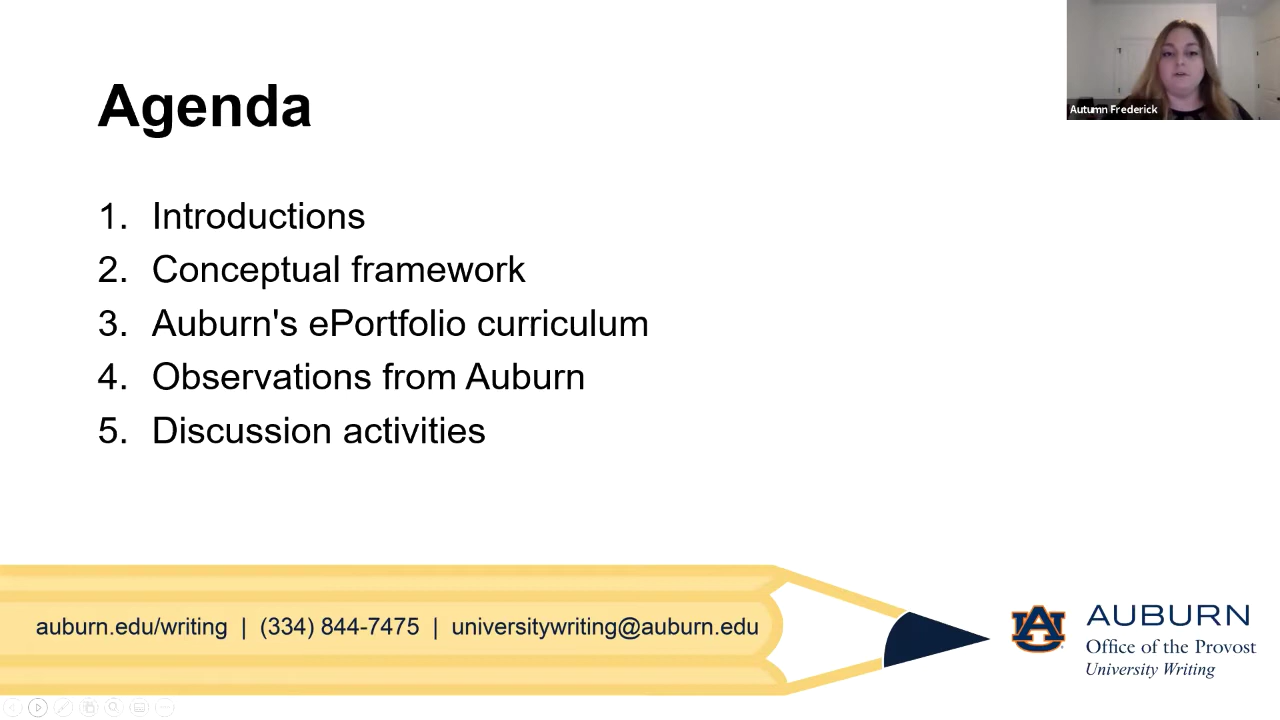 Agenda
Autumn Frederick
1. Introductions
2. Conceptual framework
3. Auburn's ePortfolio curriculum
4. Observations from Auburn
5. Discussion activities
auburn.edu/writing | (334) 844-7475 | universitywriting@auburn.edu
AU
AUBURN
Office of the Provost
University Writing